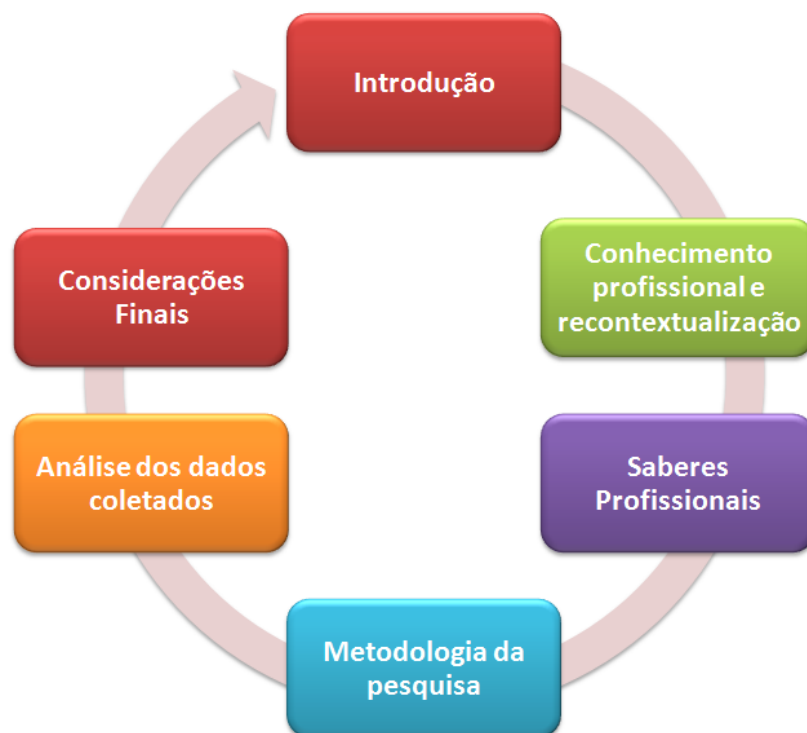 Introdução
Conhecimento
profissional e
recontextualização
Saberes
Profissionais
Metodologia da
pesquisa
Análise dos dados
coletados
Considerações
Finais